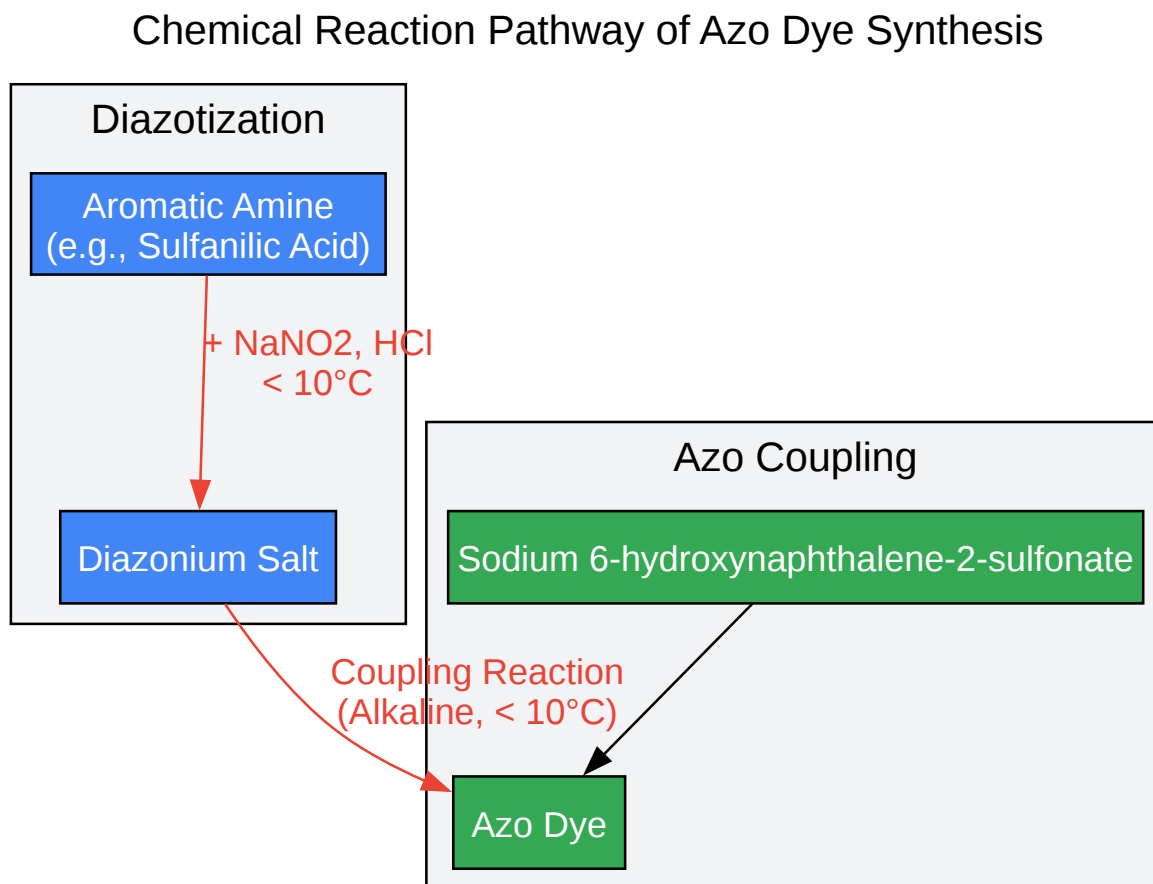 Chemical Reaction Pathway of Azo Dye Synthesis
Diazotization
Aromatic Amine
(e.g., Sulfanilic Acid)
+ NaNO2, HCl
< 10°C
Diazonium Salt
Azo Coupling
Sodium 6-hydroxynaphthalene-2-sulfonate
Coupling Reaction
(Alkaline, < 10°C)
Azo Dye